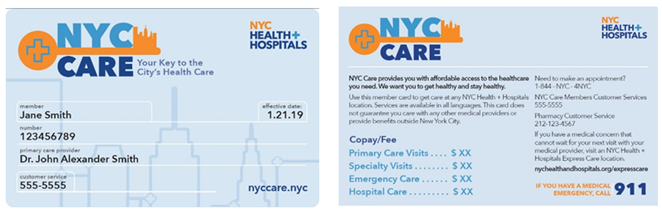 NYC
CARE
Your Key to the
City's Health Care
NYC
HEALTH+
HOSPITALS
member
Jane Smith
effective date:
1.21.19
number
123456789
primary care provider
Dr. John Alexander Smith
customer service
555-5555
nyccare.nyc
NYC
CARE
NYC
HEALTH+
HOSPITALS
NYC Care provides you with affordable access to the healthcare
you need. We want you to get healthy and stay healthy.
Use this member card to get care at any NYC Health + Hospitals
location. Services are available in all languages. This card does
not guarantee you care with any other medical providers or
provide benefits outside New York City.
Copay/Fee
Primary Care Visits .... $ XX
Specialty Visits ........ $ XX
Emergency Care ....... $ XX
Hospital Care ......... $ XX
Need to make an appointment?
1-844 - NYC - 4NYC
NYC Care Members Customer Services
555-5555
Pharmacy Customer Service
212-123-4567
If you have a medical concern that
cannot wait for your next visit with your
medical provider, visit an NYC Health +
Hospitals Express Care location.
nychealthandhospitals.org/expresscare
IF YOU HAVE A MEDICAL
EMERGENCY, CALL 911